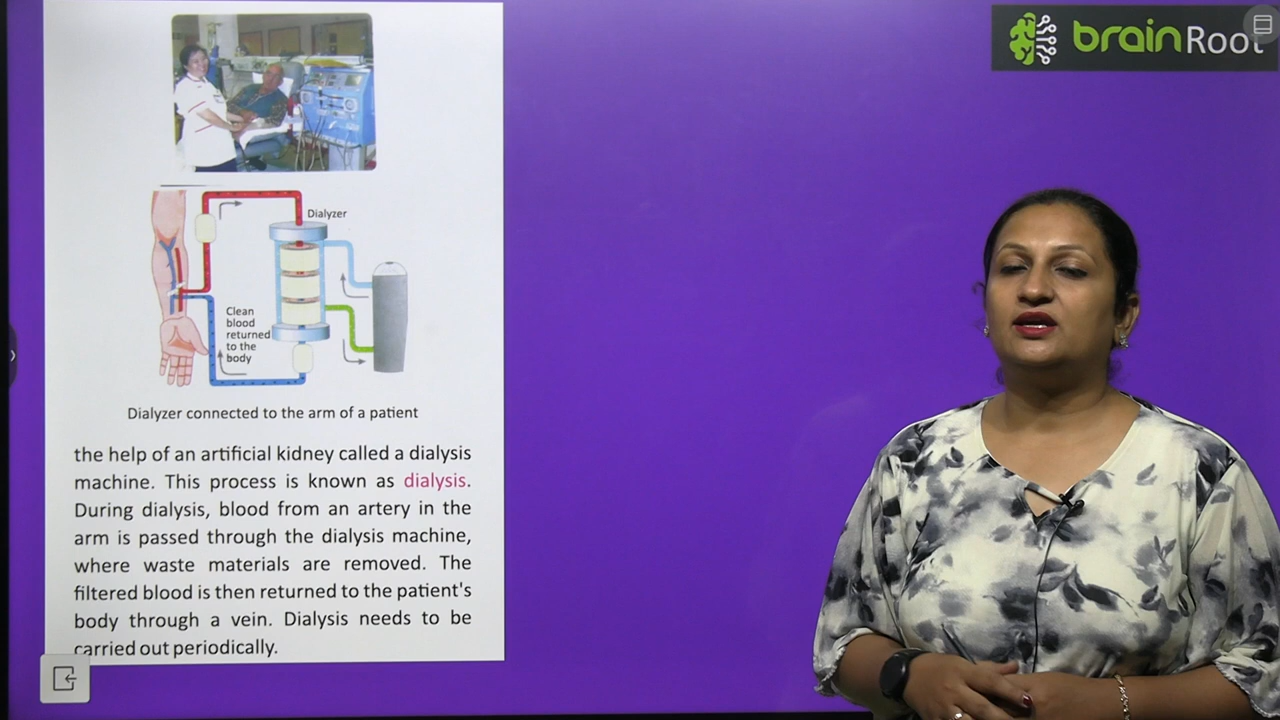 brainRoot
Dialyzer
Clean
blood
returned
to the
body
Dialyzer connected to the arm of a patient
the help of an artificial kidney called a dialysis
machine. This process is known as dialysis.
During dialysis, blood from an artery in the
arm is passed through the dialysis machine,
where waste materials are removed. The
filtered blood is then returned to the patient's
body through a vein. Dialysis needs to be
carried out periodically.